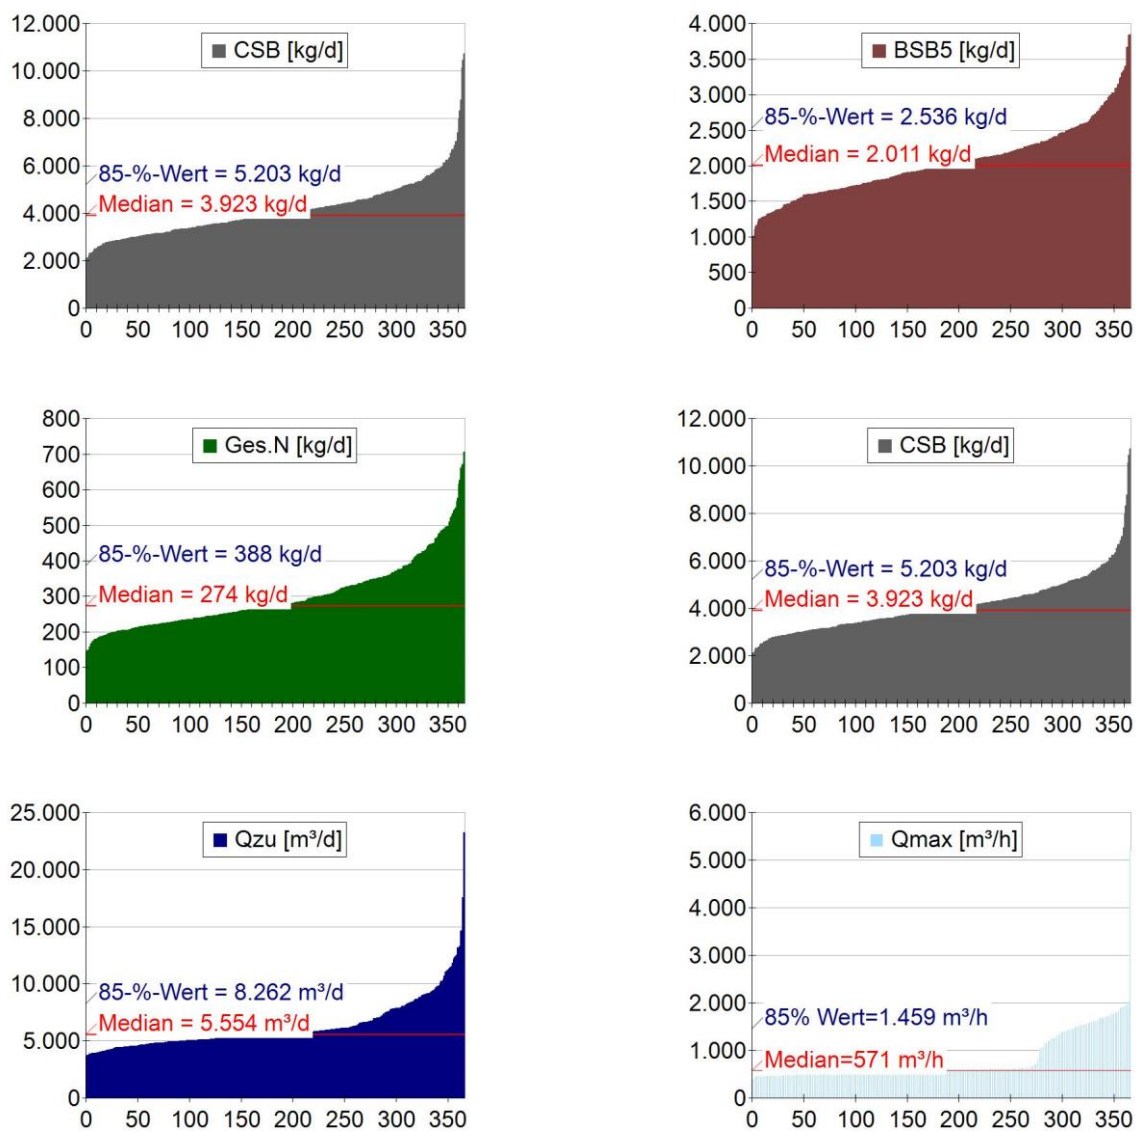 12.000
10.000
8.000
6.000
4.000
2.000
0
CSB [kg/d]
85-%-Wert = 5.203 kg/d
Median = 3.923 kg/d
0 50 100 150 200 250 300 350
4.000
3.500
3.000
2.500
2.000
1.500
1.000
500
0
BSB5 [kg/d]
85-%-Wert = 2.536 kg/d
Median = 2.011 kg/d
0 50 100 150 200 250 300 350
800
700
600
500
400
300
200
100
0
Ges.N [kg/d]
85-%-Wert = 388 kg/d
Median = 274 kg/d
0 50 100 150 200 250 300 350
12.000
10.000
8.000
6.000
4.000
2.000
0
CSB [kg/d]
85-%-Wert = 5.203 kg/d
Median = 3.923 kg/d
0 50 100 150 200 250 300 350
25.000
20.000
15.000
10.000
5.000
0
Qzu [m³/d]
85-%-Wert = 8.262 m³/d
Median = 5.554 m³/d
0 50 100 150 200 250 300 350
6.000
5.000
4.000
3.000
2.000
1.000
0
Qmax [m³/h]
85% Wert=1.459 m³/h
Median=571 m³/h
0 50 100 150 200 250 300 350